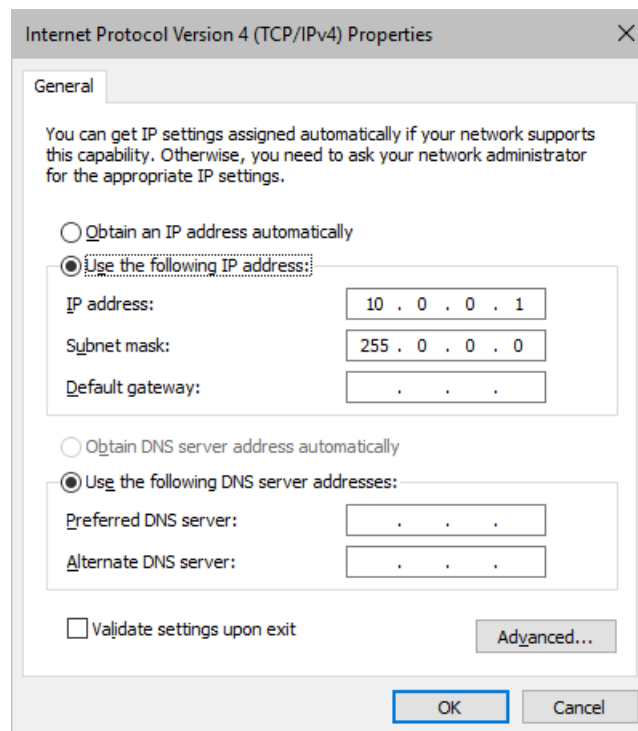 Internet Protocol Version 4 (TCP/IPv4) Properties
General
You can get IP settings assigned automatically if your network supports
this capability. Otherwise, you need to ask your network administrator
for the appropriate IP settings.
Obtain an IP address automatically
Use the following IP address:
IP address: 10 . 0 . 0 . 1
Subnet mask: 255 . 0 . 0 . 0
Default gateway: . . .
Obtain DNS server address automatically
Use the following DNS server addresses:
Preferred DNS server: . . .
Alternate DNS server: . . .
Validate settings upon exit
Advanced...
OK Cancel